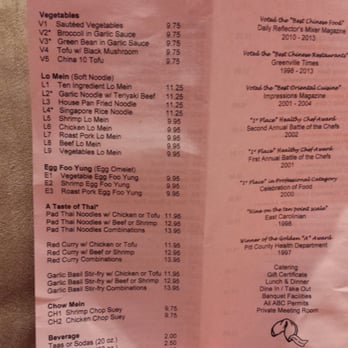 Vegetables
V1 Sautéed Vegetables 9.75
V2* Broccoli in Garlic Sauce 9.75
V3* Green Bean in Garlic Sauce 9.75
V4 Tofu w/ Black Mushroom 9.75
V5 China 10 Tofu 9.75
Lo Mein (Soft Noodle)
L1 Ten Ingredient Lo Mein 11.25
L2* Garlic Noodle w/ Teriyaki Beef 11.25
L3 House Pan Fried Noodle 11.25
L4* Singapore Rice Noodle 11.25
L5 Shrimp Lo Mein 9.95
L6 Chicken Lo Mein 9.95
L7 Roast Pork Lo Mein 9.95
L8 Beef Lo Mein 9.95
L9 Vegetables Lo Mein 9.95
Egg Foo Yung (Egg Omelet)
E1 Vegetable Egg Foo Yung 9.95
E2 Shrimp Egg Foo Yung 9.95
E3 Roast Pork Egg Foo Yung 9.95
A Taste of Thai*
Pad Thai Noodles w/ Chicken or Tofu 11.95
Pad Thai Noodles w/ Beef or Shrimp 12.95
Pad Thai Noodles Combinations 13.95
Red Curry w/ Chicken or Tofu 11.95
Red Curry w/ Beef or Shrimp 12.95
Red Curry Combinations 13.95
Garlic Basil Stir-fry w/ Chicken or Tofu 11.95
Garlic Basil Stir-fry w/ Beef or Shrimp 12.95
Garlic Basil Stir-fry Combinations 13.95
Chow Mein
CH1 Shrimp Chop Suey 9.75
CH2 Chicken Chop Suey 9.75
Beverage
Teas or Sodas (20 oz.) 2.00
2.50
Voted the "Best Chinese Food"
Daily Reflector's Mixer Magazine
2010 - 2013
Voted the "Best Chinese Restaurants"
Greenville Times
1998 - 2013
Voted the "Best Oriental Cuisine"
Impressions Magazine
2001 - 2004
"1st Place" Healthy Chef Award
Second Annual Battle of the Chefs
2002
"1st Place" Healthy Chef Award
First Annual Battle of the Chefs
2001
"1st Place" in Professional Category
Celebration of Food
2000
"Nine on the ten point scale"
East Carolinian
1998
Winner of the Golden "A" Award
Pitt County Health Department
1997
Catering
Gift Certificate
Lunch & Dinner
Dine In / Take Out
Banquet Facilities
All ABC Permits
Private Meeting Room